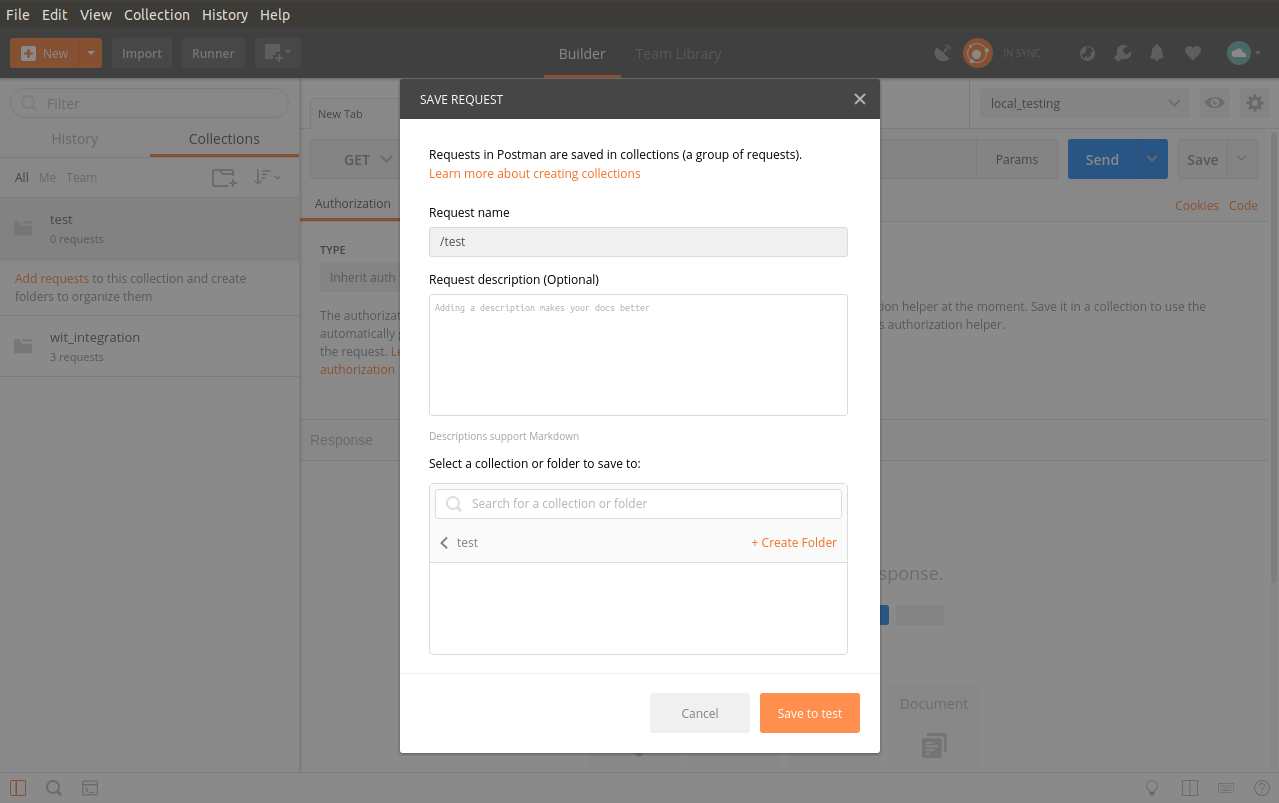 File Edit View Collection History Help
New Import Runner Builder Team Library IN SYNC
Filter
History Collections
All Me Team
test
0 requests
Add requests to this collection and create
folders to organize them
wit_integration
3 requests
New Tab
local_testing
GET Params Send Save
Authorization Cookies Code
TYPE
Inherit auth
The authorizat
automatically
the request. Le
authorization
ion helper at the moment. Save it in a collection to use the
s authorization helper.
Response
sponse.
Document
SAVE REQUEST
Requests in Postman are saved in collections (a group of requests).
Learn more about creating collections
Request name
/test
Request description (Optional)
Adding a description makes your docs better
Descriptions support Markdown
Select a collection or folder to save to:
Search for a collection or folder
test + Create Folder
Cancel Save to test